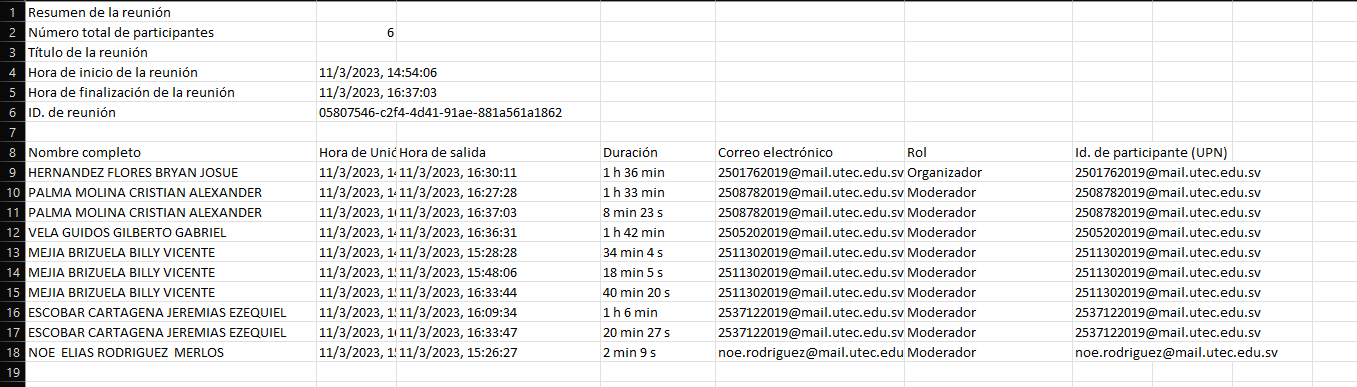 1 Resumen de la reunión
2 Número total de participantes 6
3 Título de la reunión
4 Hora de inicio de la reunión 11/3/2023, 14:54:06
5 Hora de finalización de la reunión 11/3/2023, 16:37:03
6 ID. de reunión 05807546-c2f4-4d41-91ae-881a561a1862
7
8 Nombre completo Hora de Unió Hora de salida Duración Correo electrónico Rol Id. de participante (UPN)
9 HERNANDEZ FLORES BRYAN JOSUE 11/3/2023, 14 11/3/2023, 16:30:11 1 h 36 min 2501762019@mail.utec.edu.sv Organizador 2501762019@mail.utec.edu.sv
10 PALMA MOLINA CRISTIAN ALEXANDER 11/3/2023, 14 11/3/2023, 16:27:28 1 h 33 min 2508782019@mail.utec.edu.sv Moderador 2508782019@mail.utec.edu.sv
11 PALMA MOLINA CRISTIAN ALEXANDER 11/3/2023, 16 11/3/2023, 16:37:03 8 min 23 s 2508782019@mail.utec.edu.sv Moderador 2508782019@mail.utec.edu.sv
12 VELA GUIDOS GILBERTO GABRIEL 11/3/2023, 14 11/3/2023, 16:36:31 1 h 42 min 2505202019@mail.utec.edu.sv Moderador 2505202019@mail.utec.edu.sv
13 MEJIA BRIZUELA BILLY VICENTE 11/3/2023, 14 11/3/2023, 15:28:28 34 min 4 s 2511302019@mail.utec.edu.sv Moderador 2511302019@mail.utec.edu.sv
14 MEJIA BRIZUELA BILLY VICENTE 11/3/2023, 15 11/3/2023, 15:48:06 18 min 5 s 2511302019@mail.utec.edu.sv Moderador 2511302019@mail.utec.edu.sv
15 MEJIA BRIZUELA BILLY VICENTE 11/3/2023, 15 11/3/2023, 16:33:44 40 min 20 s 2511302019@mail.utec.edu.sv Moderador 2511302019@mail.utec.edu.sv
16 ESCOBAR CARTAGENA JEREMIAS EZEQUIEL 11/3/2023, 15 11/3/2023, 16:09:34 1 h 6 min 2537122019@mail.utec.edu.sv Moderador 2537122019@mail.utec.edu.sv
17 ESCOBAR CARTAGENA JEREMIAS EZEQUIEL 11/3/2023, 16 11/3/2023, 16:33:47 20 min 27 s 2537122019@mail.utec.edu.sv Moderador 2537122019@mail.utec.edu.sv
18 NOE ELIAS RODRIGUEZ MERLOS 11/3/2023, 15 11/3/2023, 15:26:27 2 min 9 s noe.rodriguez@mail.utec.edu Moderador noe.rodriguez@mail.utec.edu.sv
19